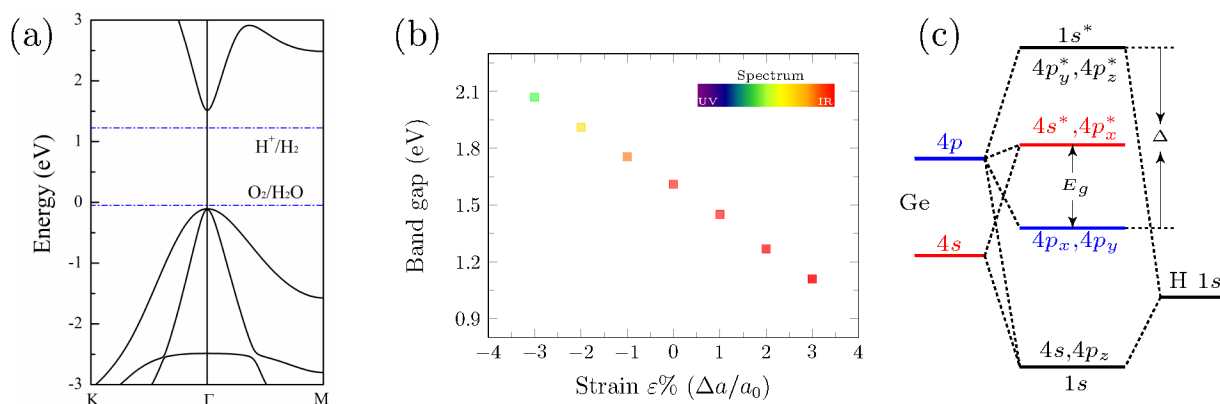 (a)
3
2
1
0
-1
-2
-3
Energy (eV)
H⁺/H₂
O₂/H₂O
K
Γ
M
(b)
2.1
1.8
1.5
1.2
0.9
Band gap (eV)
Spectrum
UV
IR
−4
−3
−2
−1
0
1
2
3
4
Strain ε% (Δa/a₀)
(c)
1s*
4p*y,4p*z
4s*,4p*x
4p
Δ
Eg
Ge
4px,4py
4s
H 1s
4s,4pz
1s